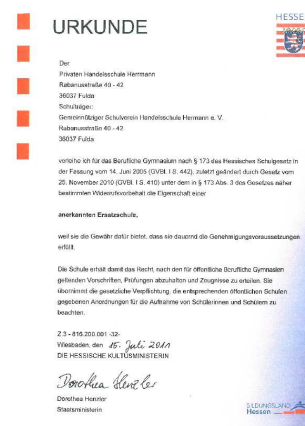 HESSEN
URKUNDE
Der
Privaten Handelsschule Herrmann
Rabanusstraße 40 - 42
36037 Fulda
Schulträger:
Gemeinnütziger Schulverein Handelsschule Herrmann e. V.
Rabanusstraße 40 - 42
36037 Fulda
verleihe ich für das Berufliche Gymnasium nach § 173 des Hessischen Schulgesetz in
der Fassung vom 14. Juni 2005 (GVBl. I S. 442), zuletzt geändert durch Gesetz vom
26. November 2010 (GVBl. I S. 410) unter dem in § 173 Abs. 3 des Gesetzes näher
bestimmten Widerrufsvorbehalt die Eigenschaft einer
anerkannten Ersatzschule,
weil sie die Gewähr dafür bietet, dass sie dauernd die Genehmigungsvoraussetzungen
erfüllt.
Die Schule erhält damit das Recht, nach den für öffentliche Berufliche Gymnasien
geltenden Vorschriften, Prüfungen abzuhalten und Zeugnisse zu erteilen. Sie
übernimmt die gesetzliche Verpflichtung, die entsprechenden öffentlichen Schulen
gegebenen Anordnungen für die Aufnahme von Schülerinnen und Schülern zu
beachten.
Z.3 - 816.200.001 -32-
Wiesbaden, den 15. Juli 2011
DIE HESSISCHE KULTUSMINISTERIN
Dorothea Henzler
Dorothea Henzler
Staatsministerin
BILDUNGSLAND
Hessen